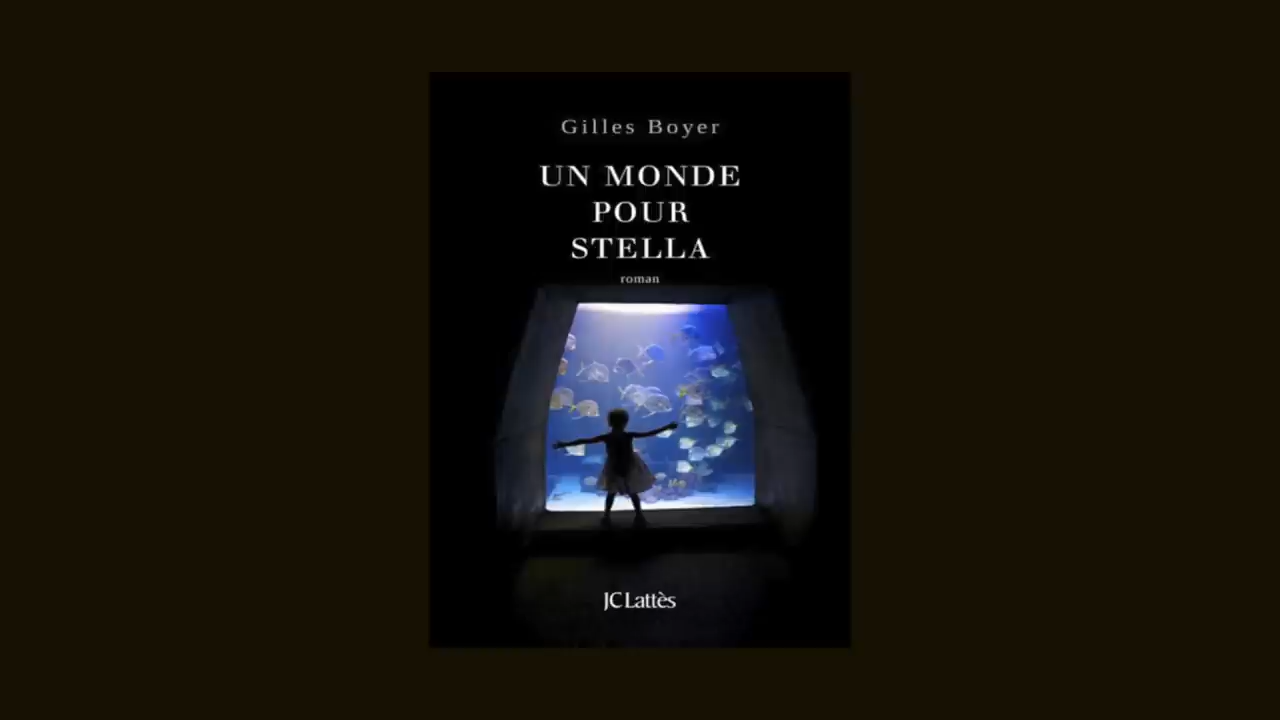 Gilles Boyer
UN MONDE
POUR
STELLA
roman
JC Lattès